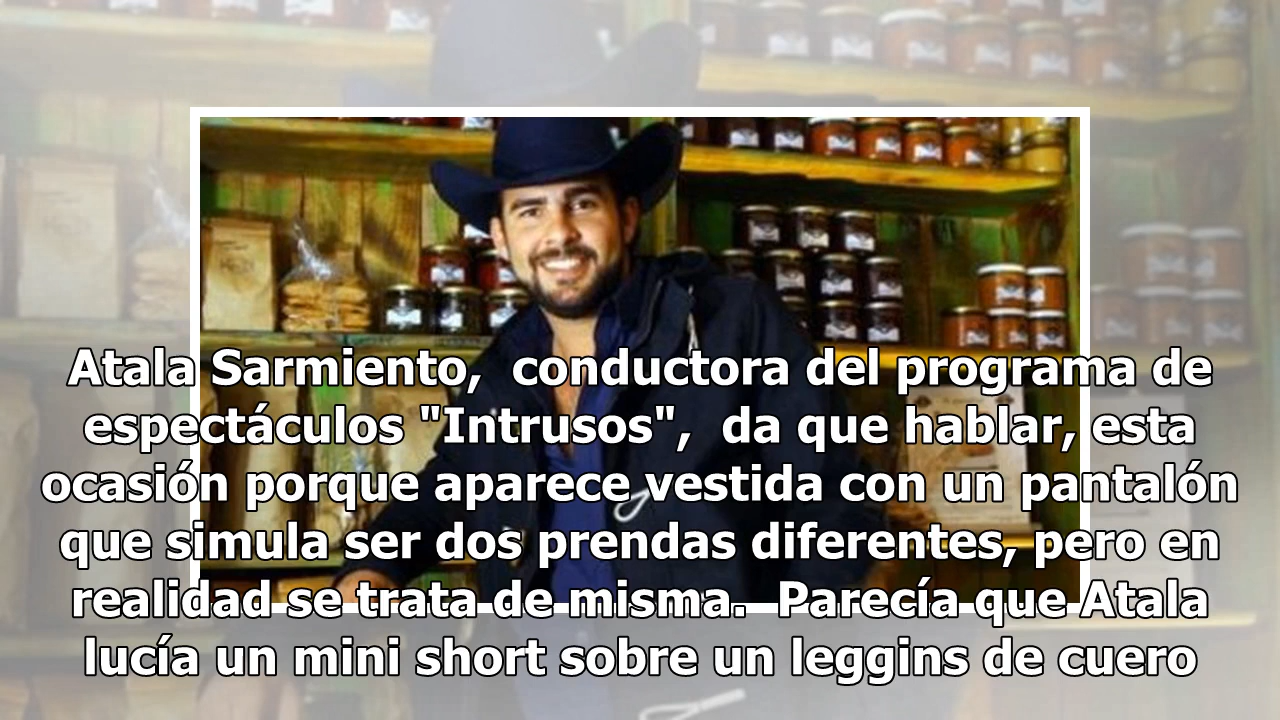 Atala Sarmiento,  conductora del programa de
espectáculos "Intrusos",  da que hablar, esta
ocasión porque aparece vestida con un pantalón
que simula ser dos prendas diferentes, pero en
realidad se trata de misma.  Parecía que Atala
lucía un mini short sobre un leggins de cuero